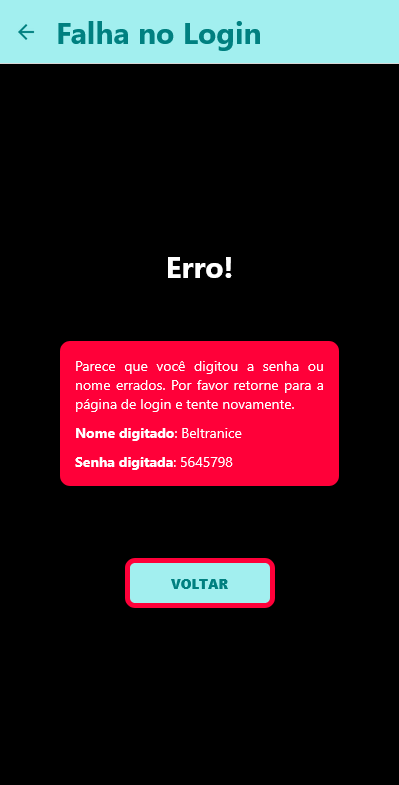 Falha no Login
Erro!
Parece que você digitou a senha ou
nome errados. Por favor retorne para a
página de login e tente novamente.
Nome digitado: Beltranice
Senha digitada: 5645798
VOLTAR